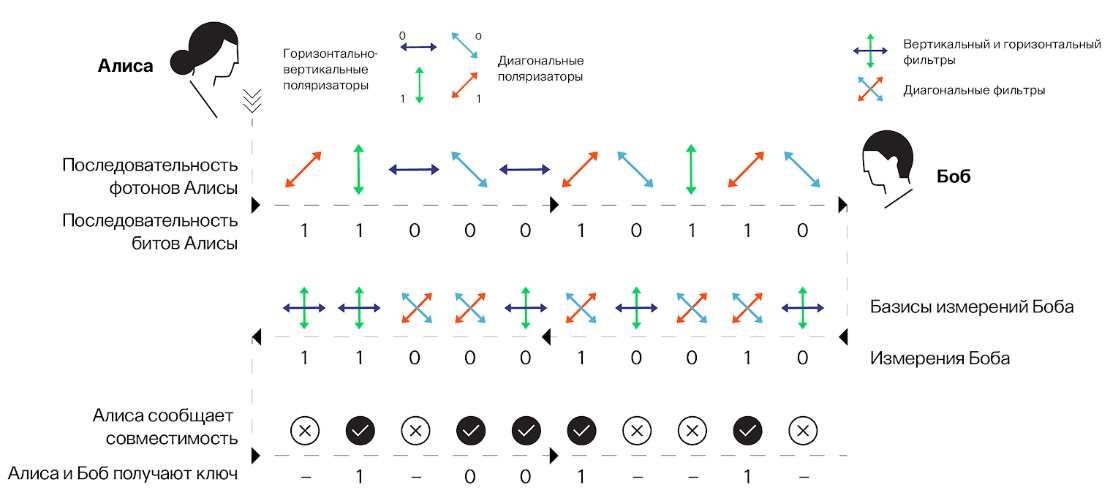 Алиса
Горизонтально-
вертикальные
поляризаторы
0
1
0
1
Диагональные
поляризаторы
Вертикальный и горизонтальный
фильтры
Диагональные фильтры
Боб
Последовательность
фотонов Алисы
Последовательность
битов Алисы
1 1 0 0 0 1 0 1 1 0
Базисы измерений Боба
1 1 0 0 0 1 0 0 1 0
Измерения Боба
Алиса сообщает
совместимость
Алиса и Боб получают ключ
– 1 – 0 0 1 – – 1 –